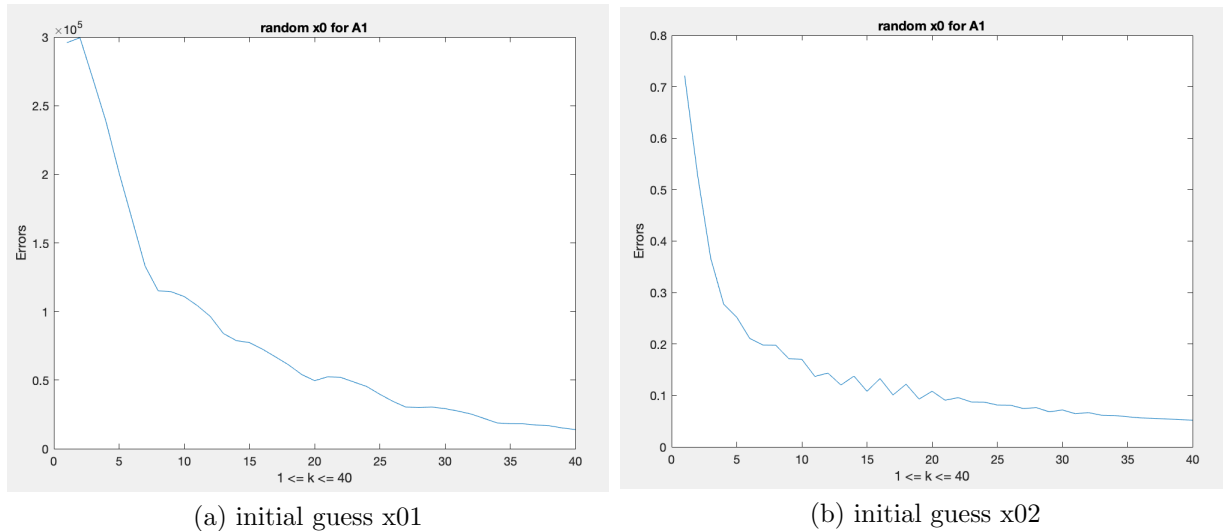 random x0 for A1
×10^5
3
2.5
2
1.5
1
0.5
0
Errors
0 5 10 15 20 25 30 35 40
1 <= k <= 40
(a) initial guess x01
random x0 for A1
0.8
0.7
0.6
0.5
0.4
0.3
0.2
0.1
0
Errors
0 5 10 15 20 25 30 35 40
1 <= k <= 40
(b) initial guess x02